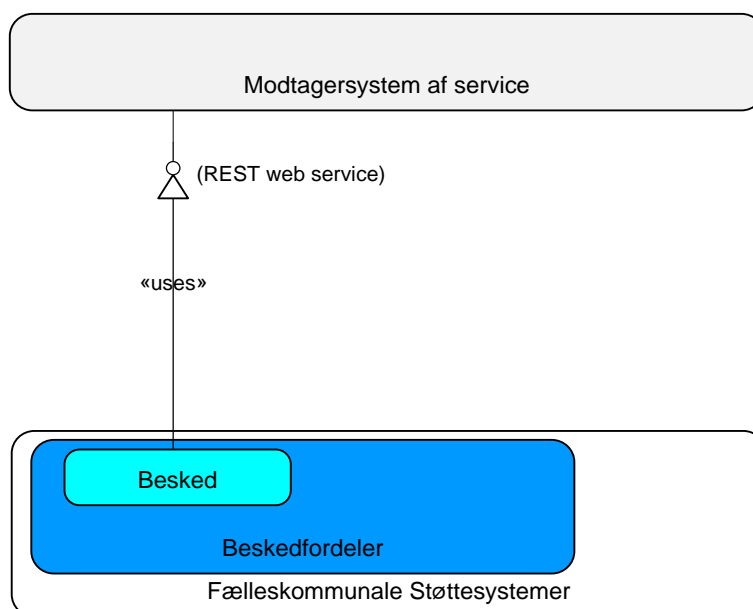 Modtagersystem af service
(REST web service)
«uses»
Besked
Beskedfordeler
Fælleskommunale Støttesystemer